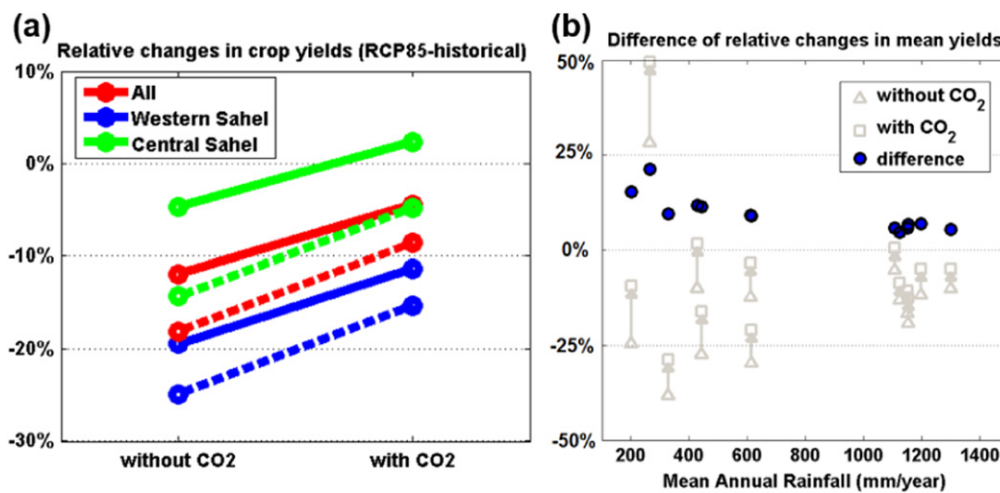 (a)
Relative changes in crop yields (RCP85-historical)
10%
0%
-10%
-20%
-30%
All
Western Sahel
Central Sahel
without CO2
with CO2
(b)
Difference of relative changes in mean yields
50%
25%
0%
-25%
-50%
without CO₂
with CO₂
difference
200 400 600 800 1000 1200 1400
Mean Annual Rainfall (mm/year)